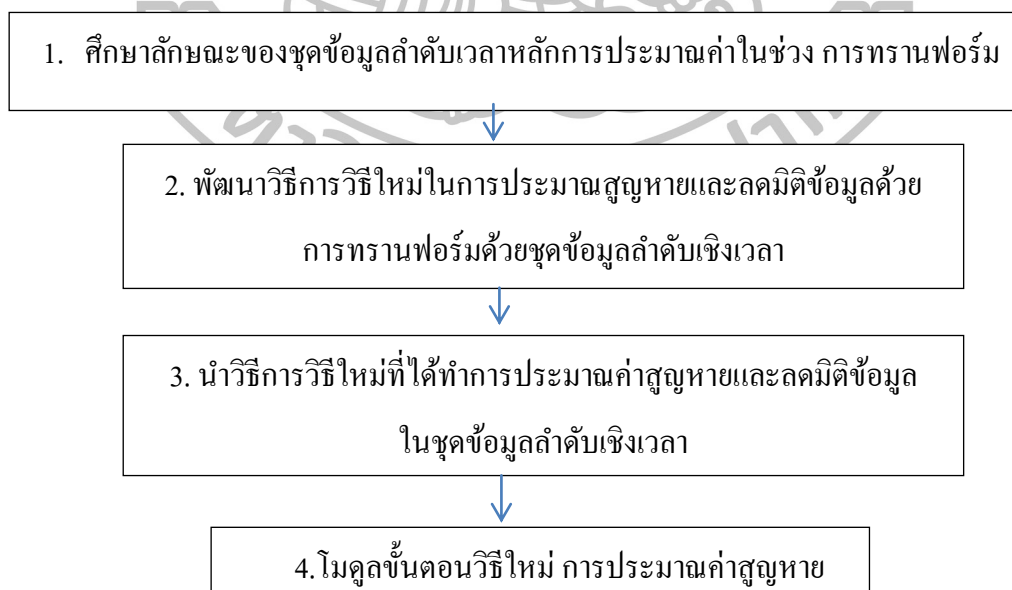 1. ศึกษาลักษณะของชุดข้อมูลลำดับเวลาหลักการประมาณค่าในช่วง การทรานฟอร์ม
2. พัฒนาวิธีการวิธีใหม่ในการประมาณสูญหายและลดมิติข้อมูลด้วย
การทรานฟอร์มด้วยชุดข้อมูลลำดับเชิงเวลา
3. นำวิธีการวิธีใหม่ที่ได้ทำการประมาณค่าสูญหายและลดมิติข้อมูล
ในชุดข้อมูลลำดับเชิงเวลา
4.โมดูลขั้นตอนวิธีใหม่ การประมาณค่าสูญหาย